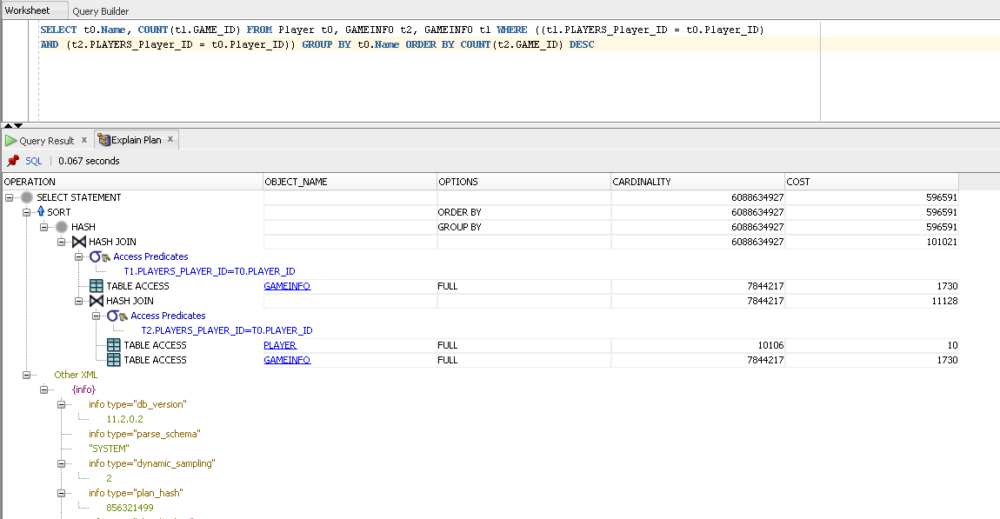 Worksheet Query Builder
SELECT t0.Name, COUNT(t1.GAME_ID) FROM Player t0, GAMEINFO t2, GAMEINFO t1 WHERE ((t1.PLAYERS_Player_ID = t0.Player_ID)
AND (t2.PLAYERS_Player_ID = t0.Player_ID)) GROUP BY t0.Name ORDER BY COUNT(t2.GAME_ID) DESC
Query Result x Explain Plan x
SQL | 0.067 seconds
OPERATION OBJECT_NAME OPTIONS CARDINALITY COST
SELECT STATEMENT 6088634927 596591
SORT ORDER BY 6088634927 596591
HASH GROUP BY 6088634927 596591
HASH JOIN 6088634927 101021
Access Predicates
T1.PLAYERS_PLAYER_ID=T0.PLAYER_ID
TABLE ACCESS GAMEINFO FULL 7844217 1730
HASH JOIN 7844217 11128
Access Predicates
T2.PLAYERS_PLAYER_ID=T0.PLAYER_ID
TABLE ACCESS PLAYER FULL 10106 10
TABLE ACCESS GAMEINFO FULL 7844217 1730
Other XML
{info}
info type="db_version"
11.2.0.2
info type="parse_schema"
"SYSTEM"
info type="dynamic_sampling"
2
info type="plan_hash"
856321499